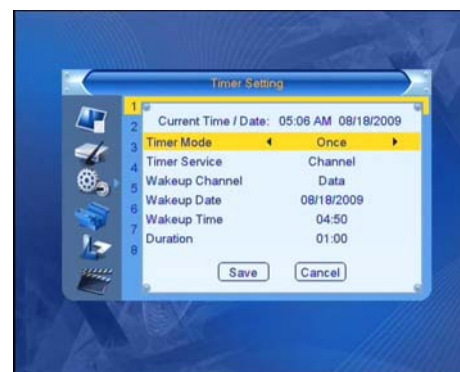 Timer Setting
1
2
3
4
5
6
7
8
Current Time / Date: 05:06 AM 08/18/2009
Timer Mode Once
Timer Service Channel
Wakeup Channel Data
Wakeup Date 08/18/2009
Wakeup Time 04:50
Duration 01:00
Save Cancel